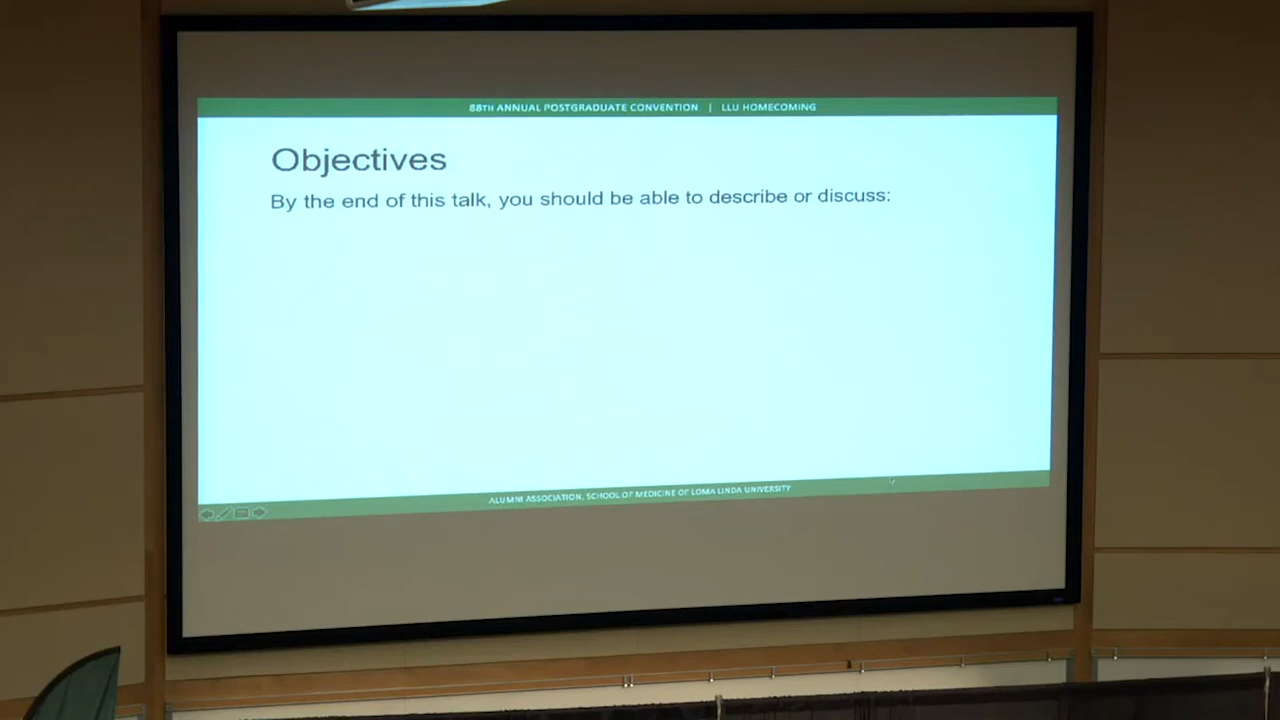 88TH ANNUAL POSTGRADUATE CONVENTION | LLU HOMECOMING
Objectives
By the end of this talk, you should be able to describe or discuss:
ALUMNI ASSOCIATION, SCHOOL OF MEDICINE OF LOMA LINDA UNIVERSITY